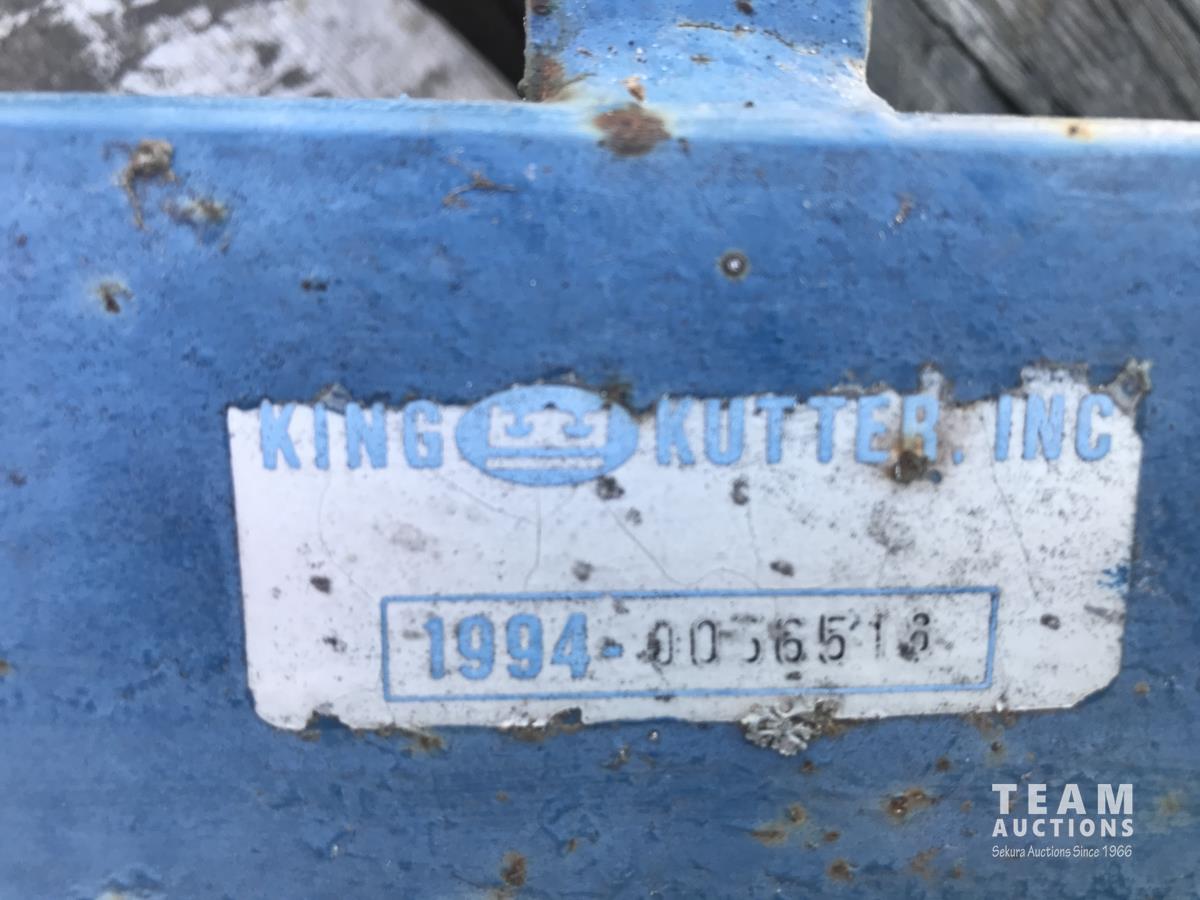 KING KUTTER, INC
1994-
TEAM
AUCTIONS
Sekura Auctions Since 1966